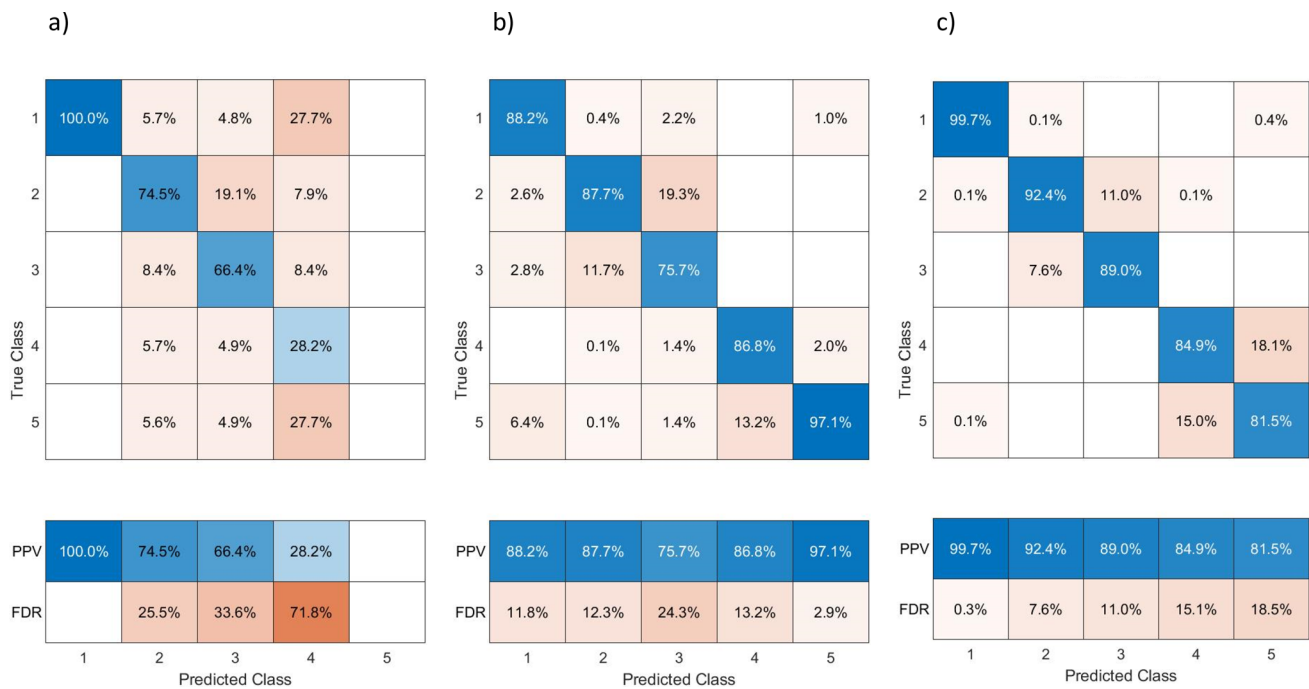 a)
b)
c)
True Class
1
100.0% 5.7% 4.8% 27.7%
2
74.5% 19.1% 7.9%
3
8.4% 66.4% 8.4%
4
5.7% 4.9% 28.2%
5
5.6% 4.9% 27.7%
PPV
100.0% 74.5% 66.4% 28.2%
FDR
25.5% 33.6% 71.8%
1 2 3 4 5
Predicted Class
True Class
1
88.2% 0.4% 2.2% 1.0%
2
2.6% 87.7% 19.3%
3
2.8% 11.7% 75.7%
4
0.1% 1.4% 86.8% 2.0%
5
6.4% 0.1% 1.4% 13.2% 97.1%
PPV
88.2% 87.7% 75.7% 86.8% 97.1%
FDR
11.8% 12.3% 24.3% 13.2% 2.9%
1 2 3 4 5
Predicted Class
True Class
1
99.7% 0.1% 0.4%
2
0.1% 92.4% 11.0% 0.1%
3
7.6% 89.0%
4
84.9% 18.1%
5
0.1% 15.0% 81.5%
PPV
99.7% 92.4% 89.0% 84.9% 81.5%
FDR
0.3% 7.6% 11.0% 15.1% 18.5%
1 2 3 4 5
Predicted Class